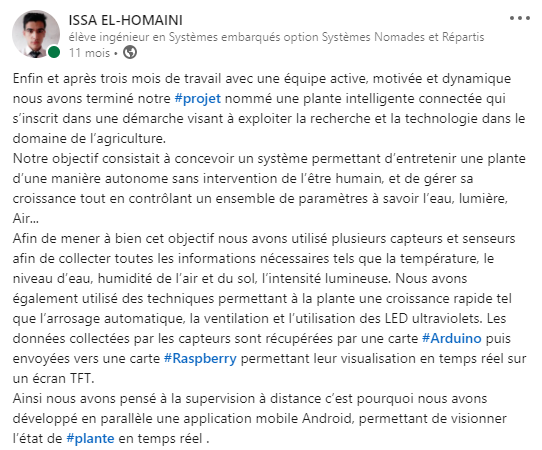 ISSA EL-HOMAINI
élève ingénieur en Systèmes embarqués option Systèmes Nomades et Répartis
11 mois •
Enfin et après trois mois de travail avec une équipe active, motivée et dynamique
nous avons terminé notre #projet nommé une plante intelligente connectée qui
s’inscrit dans une démarche visant à exploiter la recherche et la technologie dans le
domaine de l’agriculture.
Notre objectif consistait à concevoir un système permettant d’entretenir une plante
d’une manière autonome sans intervention de l’être humain, et de gérer sa
croissance tout en contrôlant un ensemble de paramètres à savoir l’eau, lumière,
Air...
Afin de mener à bien cet objectif nous avons utilisé plusieurs capteurs et senseurs
afin de collecter toutes les informations nécessaires tels que la température, le
niveau d’eau, humidité de l’air et du sol, l’intensité lumineuse. Nous avons
également utilisé des techniques permettant à la plante une croissance rapide tel
que l’arrosage automatique, la ventilation et l’utilisation des LED ultraviolets. Les
données collectées par les capteurs sont récupérées par une carte #Arduino puis
envoyées vers une carte #Raspberry permettant leur visualisation en temps réel sur
un écran TFT.
Ainsi nous avons pensé à la supervision à distance c’est pourquoi nous avons
développé en parallèle une application mobile Android, permettant de visionner
l’état de #plante en temps réel .